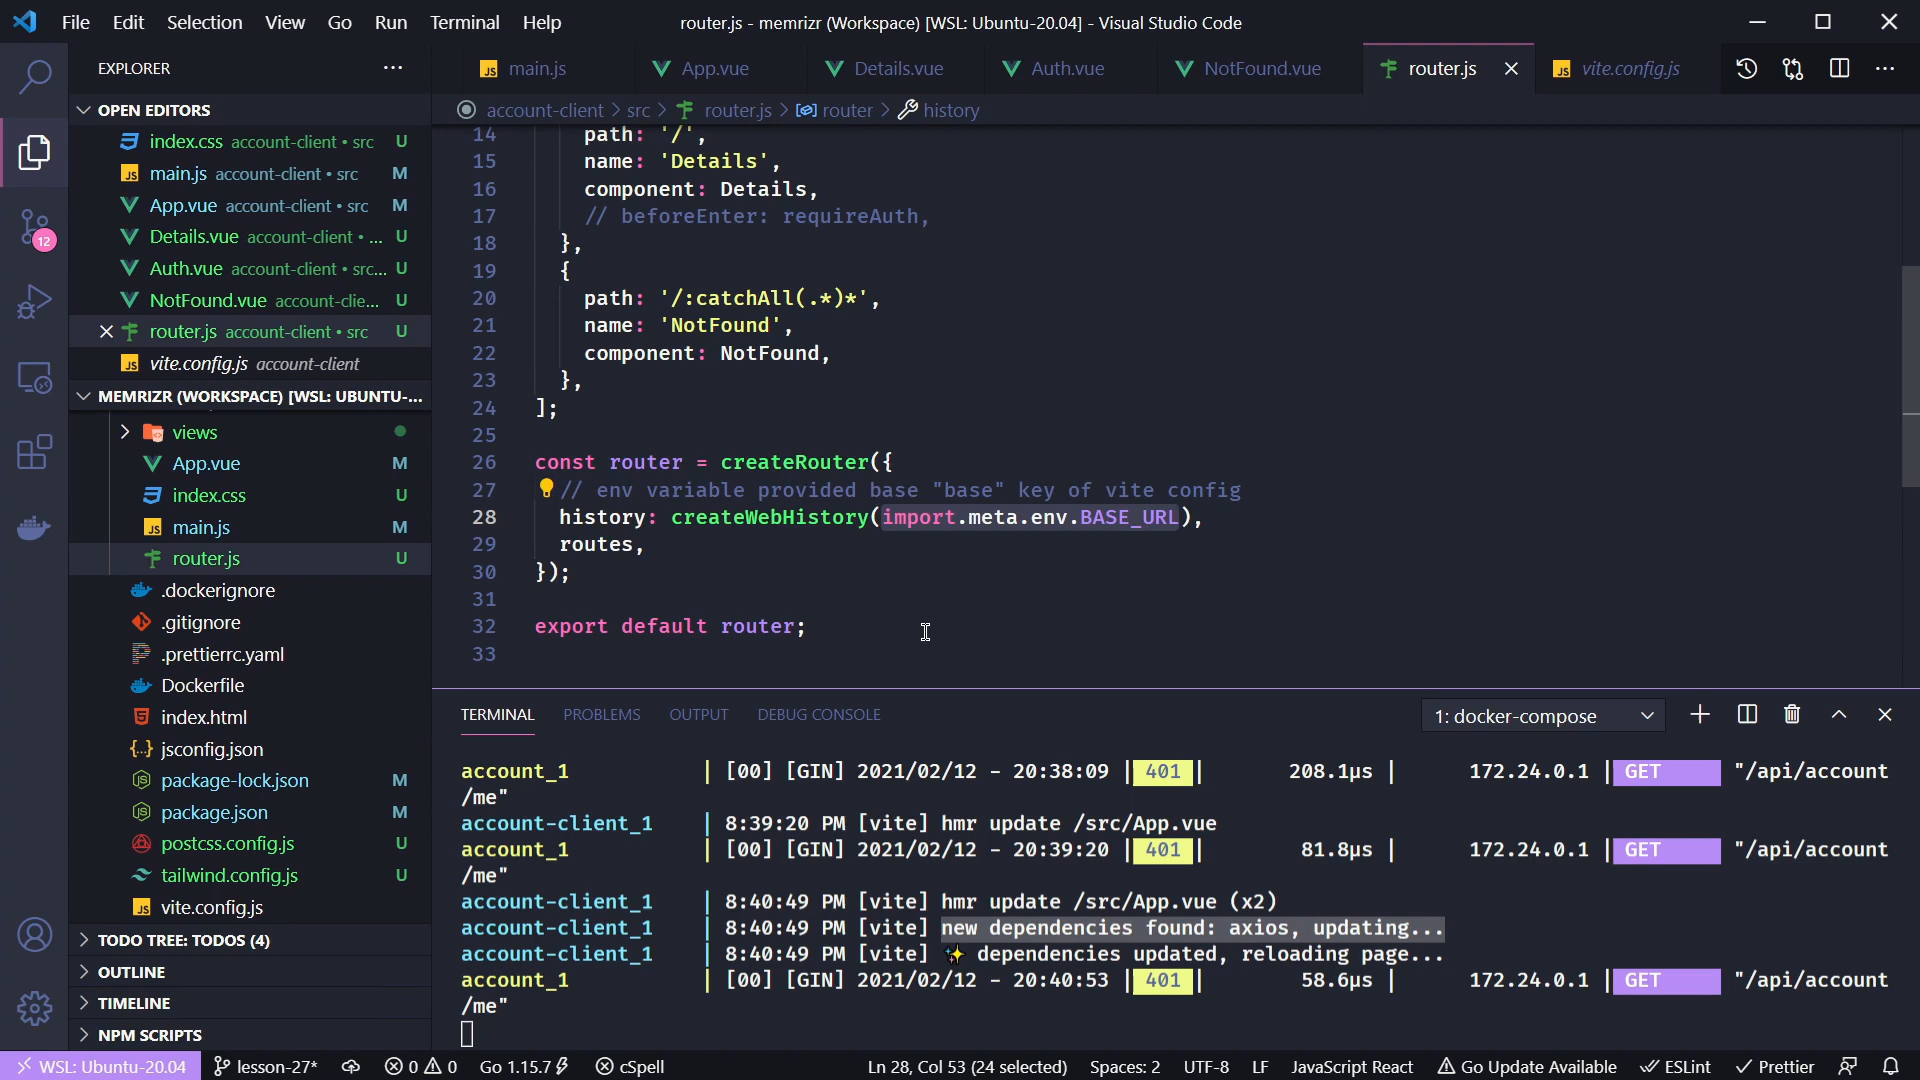 File Edit Selection View Go Run Terminal Help
router.js - memrizr (Workspace) [WSL: Ubuntu-20.04] - Visual Studio Code
EXPLORER
main.js
App.vue
Details.vue
Auth.vue
NotFound.vue
router.js
vite.config.js
OPEN EDITORS
index.css account-client • src U
main.js account-client • src M
App.vue account-client • src M
Details.vue account-client • ... U
Auth.vue account-client • src... U
NotFound.vue account-clie... U
router.js account-client • src U
vite.config.js account-client
12
MEMRIZR (WORKSPACE) [WSL: UBUNTU-...
views
App.vue M
index.css U
main.js M
router.js U
.dockerignore
.gitignore
.prettierrc.yaml
Dockerfile
index.html
jsconfig.json
package-lock.json M
package.json M
postcss.config.js U
tailwind.config.js U
vite.config.js
TODO TREE: TODOS (4)
OUTLINE
TIMELINE
NPM SCRIPTS
account-client > src > router.js > router > history
14 path: '/',
15 name: 'Details',
16 component: Details,
17 // beforeEnter: requireAuth,
18 },
19 {
20 path: '/:catchAll(.*)*',
21 name: 'NotFound',
22 component: NotFound,
23 },
24 ];
25
26 const router = createRouter({
27 // env variable provided base "base" key of vite config
28 history: createWebHistory(import.meta.env.BASE_URL),
29 routes,
30 });
31
32 export default router;
33
TERMINAL PROBLEMS OUTPUT DEBUG CONSOLE
1: docker-compose
account_1 | [00] [GIN] 2021/02/12 - 20:38:09 | 401 | 208.1µs | 172.24.0.1 | GET "/api/account
/me"
account-client_1 | 8:39:20 PM [vite] hmr update /src/App.vue
account_1 | [00] [GIN] 2021/02/12 - 20:39:20 | 401 | 81.8µs | 172.24.0.1 | GET "/api/account
/me"
account-client_1 | 8:40:49 PM [vite] hmr update /src/App.vue (x2)
account-client_1 | 8:40:49 PM [vite] new dependencies found: axios, updating...
account-client_1 | 8:40:49 PM [vite] ✨ dependencies updated, reloading page...
account_1 | [00] [GIN] 2021/02/12 - 20:40:53 | 401 | 58.6µs | 172.24.0.1 | GET "/api/account
/me"
WSL: Ubuntu-20.04 lesson-27* 0 0 Go 1.15.7 cSpell Ln 28, Col 53 (24 selected) Spaces: 2 UTF-8 LF JavaScript React Go Update Available ESLint Prettier